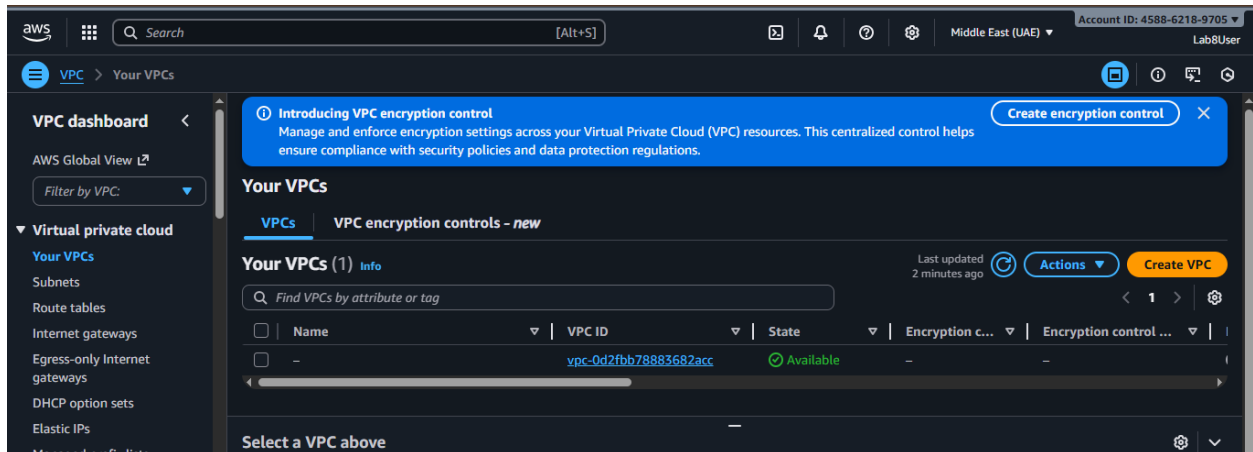 aws
Search
[Alt+S]
Middle East (UAE)
Account ID: 4588-6218-9705
Lab8User
VPC > Your VPCs
VPC dashboard
AWS Global View
Filter by VPC:
Virtual private cloud
Your VPCs
Subnets
Route tables
Internet gateways
Egress-only Internet
gateways
DHCP option sets
Elastic IPs
Introducing VPC encryption control
Manage and enforce encryption settings across your Virtual Private Cloud (VPC) resources. This centralized control helps
ensure compliance with security policies and data protection regulations.
Create encryption control
Your VPCs
VPCs
VPC encryption controls - new
Your VPCs (1) Info
Last updated
2 minutes ago
Actions
Create VPC
Find VPCs by attribute or tag
1
Name
VPC ID
State
Encryption c...
Encryption control ...
–
vpc-0d2fbb78883682acc
Available
–
–
Select a VPC above